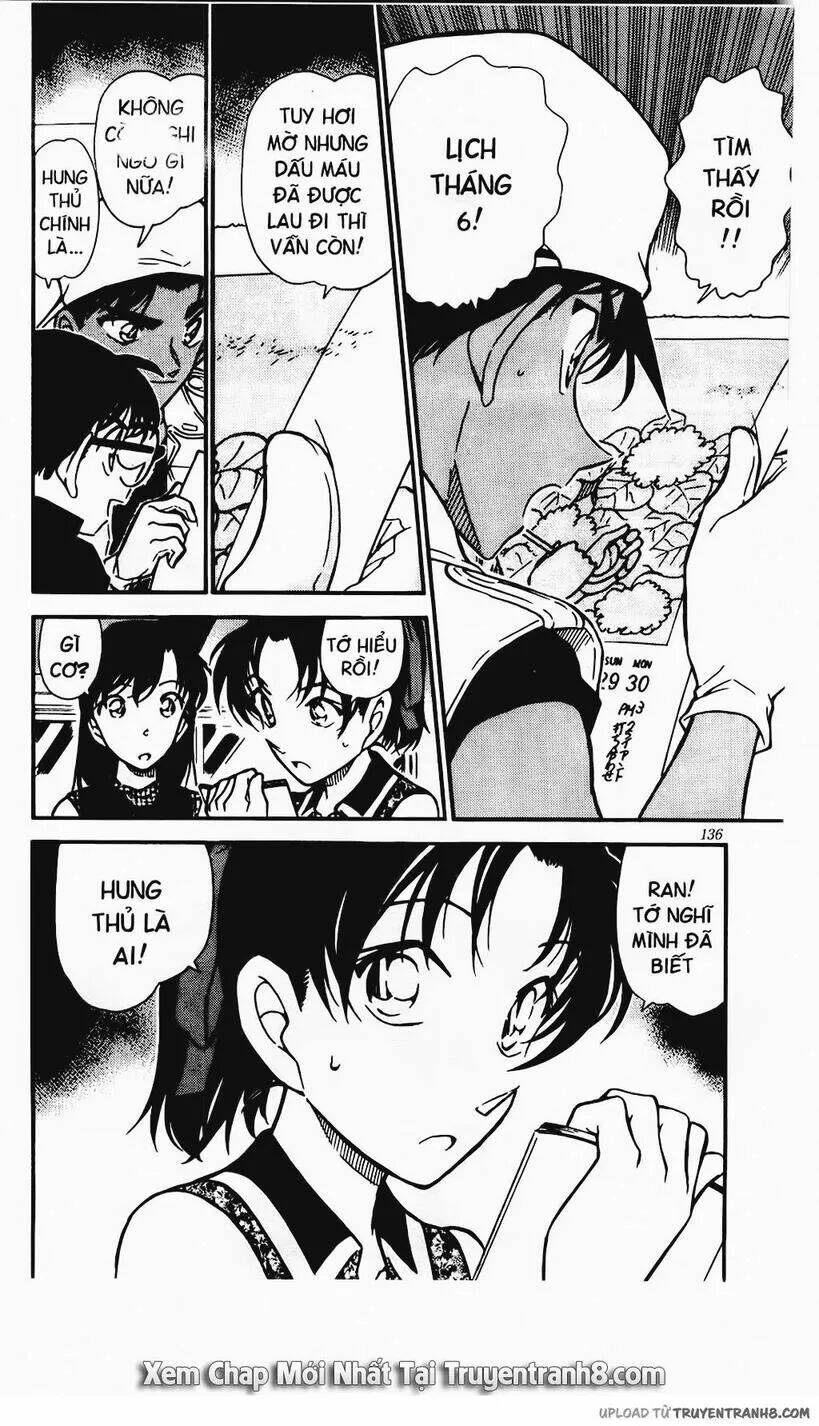 TÌM
THẤY
RỒI
!!
LỊCH
THÁNG
6!
SUN MON
29 30
PM3
TUY HƠI
MỜ NHƯNG
DẤU MÁU
ĐÃ ĐƯỢC
LAU ĐI THÌ
VẪN CÒN!
KHÔNG
GÌ
NỮA!
HUNG
THỦ
CHÍNH
LÀ...
TỚ HIỂU
RỒI!
GÌ
CƠ?
136
RAN!
TỚ NGHĨ
MÌNH ĐÃ
BIẾT
HUNG
THỦ LÀ
AI!
Xem Chap Mới Nhất Tại Truyentranh8.com
UPLOAD TỪ TRUYENTRANH8.COM